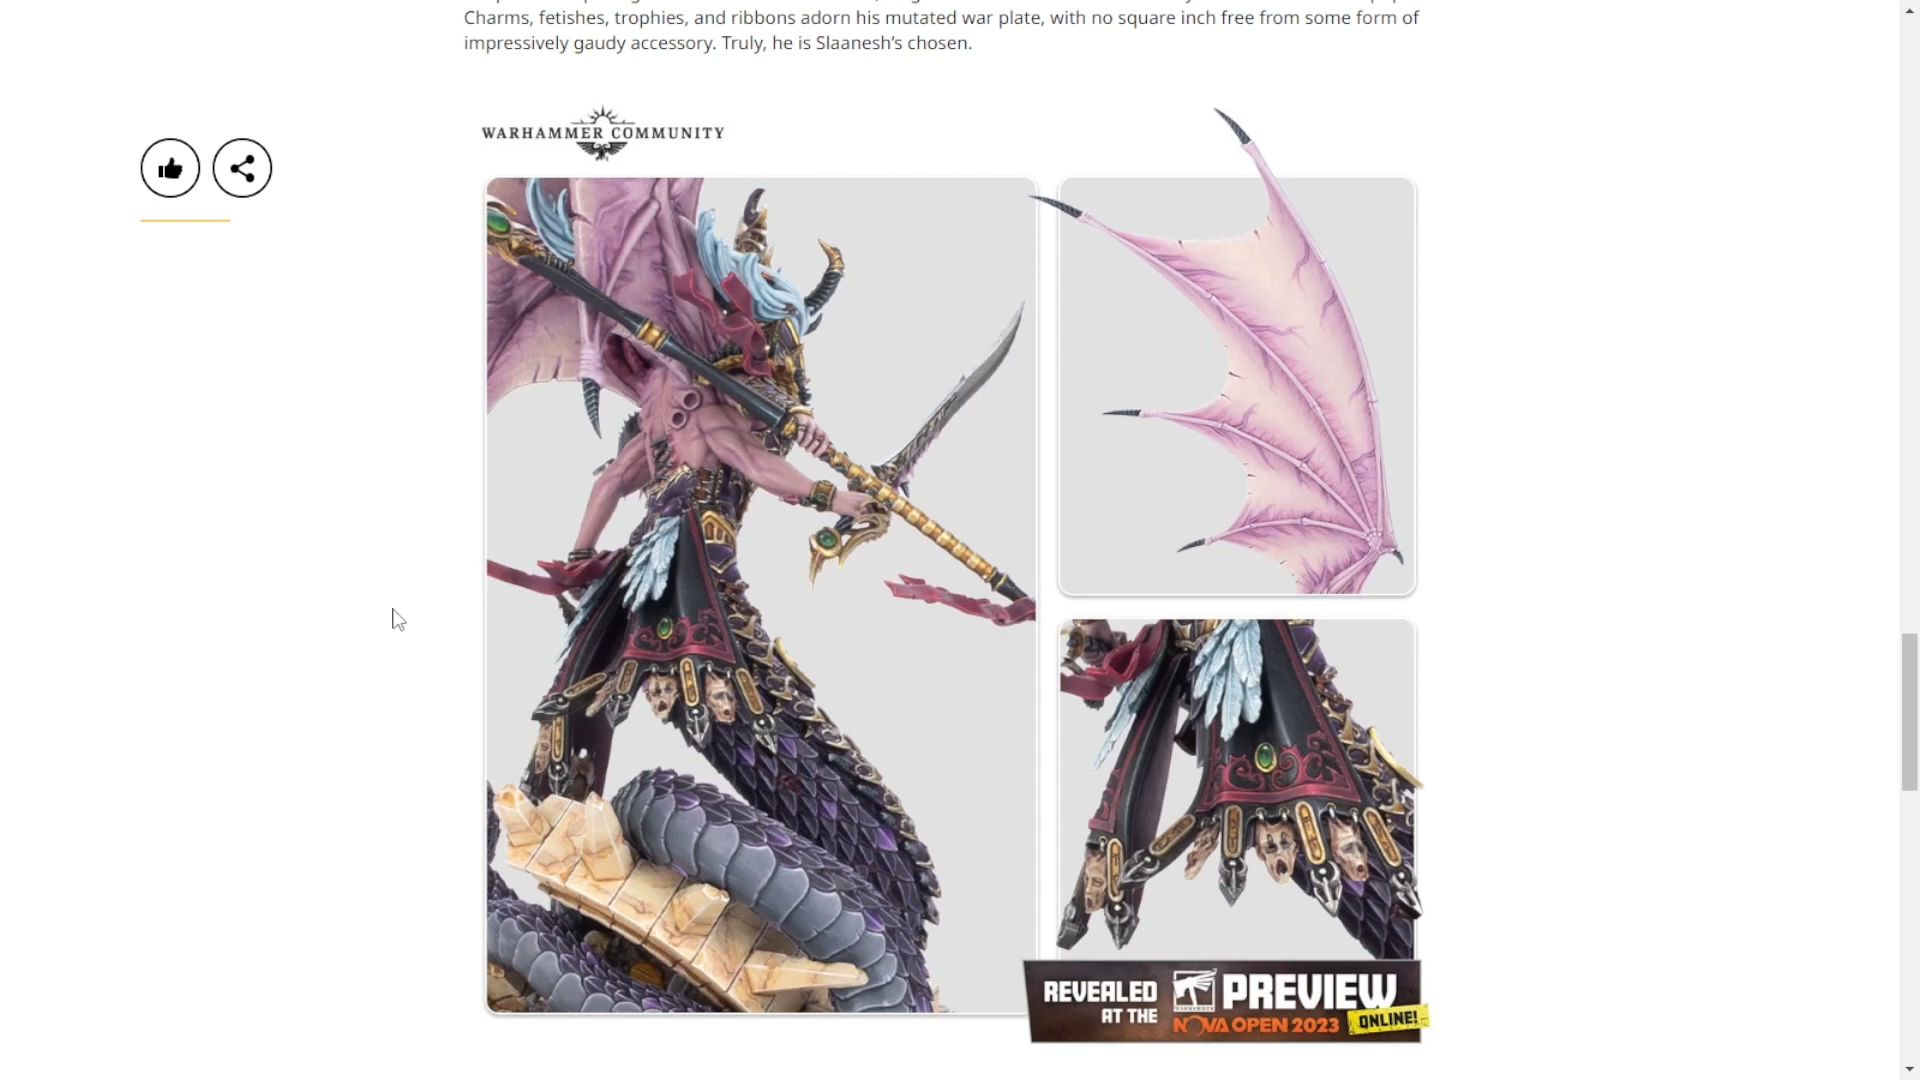 Charms, fetishes, trophies, and ribbons adorn his mutated war plate, with no square inch free from some form of
impressively gaudy accessory. Truly, he is Slaanesh’s chosen.
WARHAMMER COMMUNITY
REVEALED
AT THE
PREVIEW
NOVA OPEN 2023
ONLINE!